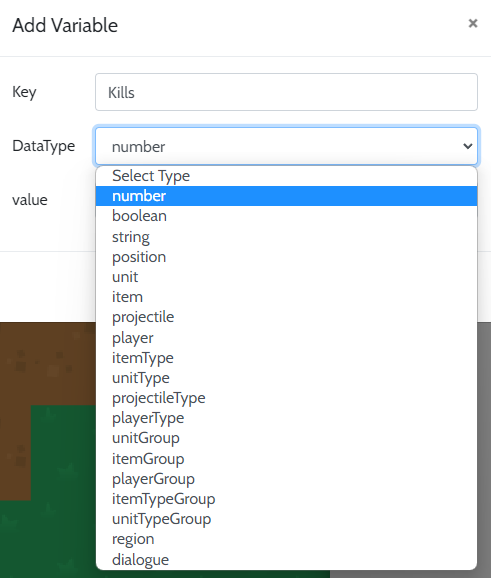 Add Variable ×
Key Kills
DataType number
Select Type
number
value
boolean
string
position
unit
item
projectile
player
itemType
unitType
projectileType
playerType
unitGroup
itemGroup
playerGroup
itemTypeGroup
unitTypeGroup
region
dialogue